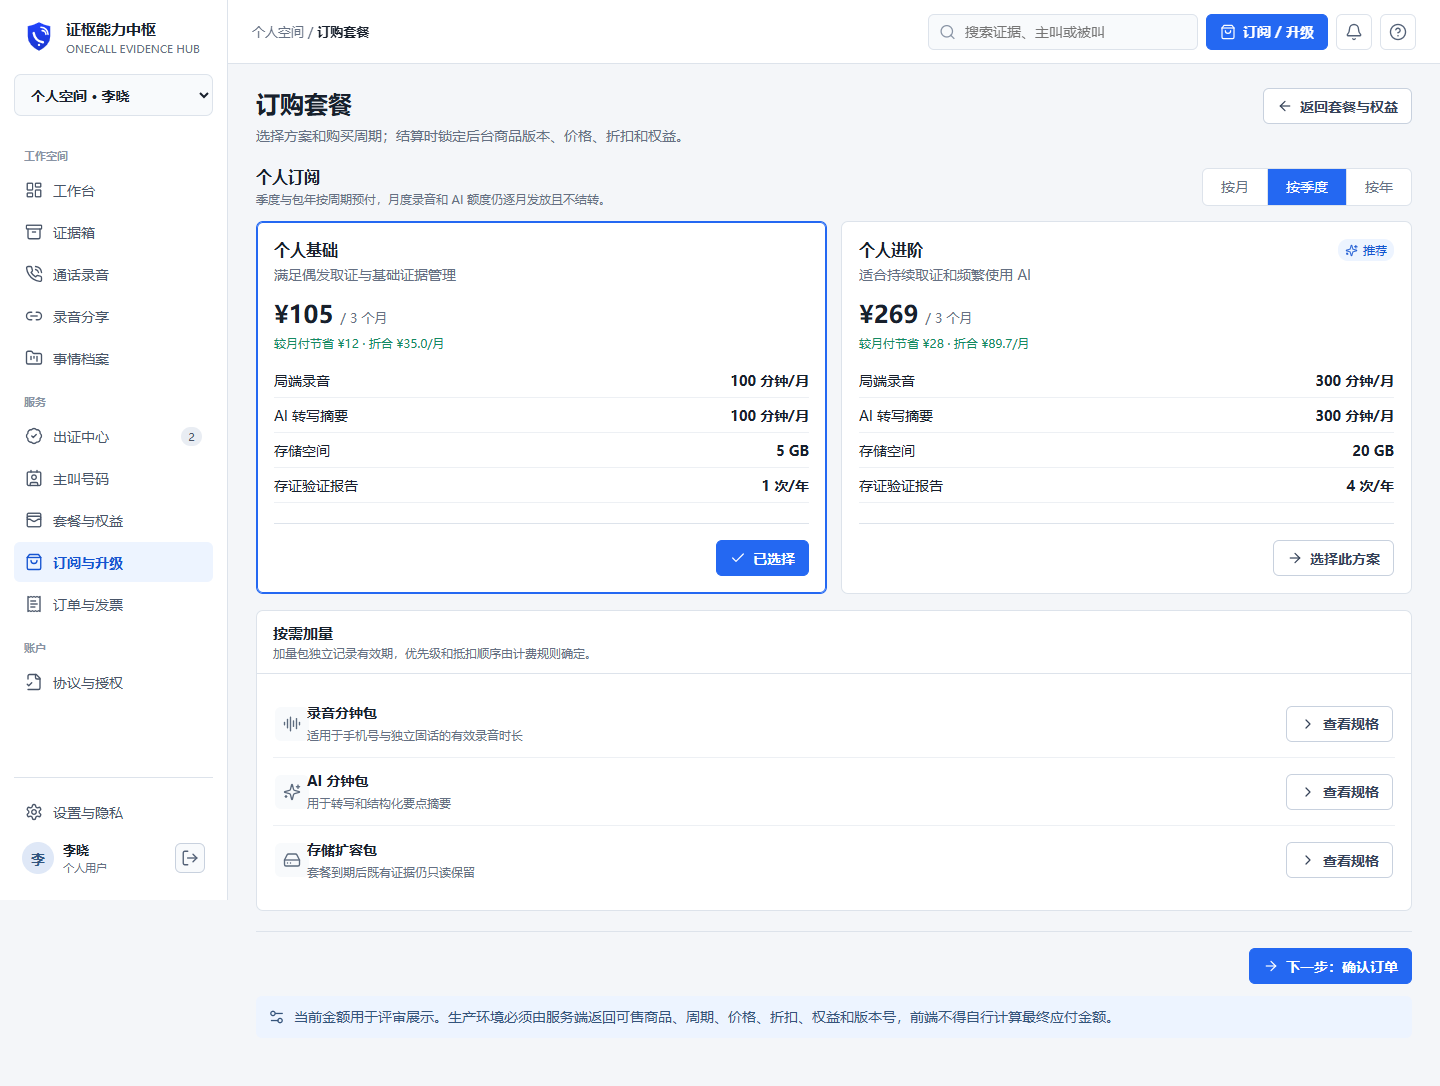 证枢能力中枢
ONECALL EVIDENCE HUB
个人空间 • 李晓
工作空间
工作台
证据箱
通话录音
录音分享
事情档案
服务
出证中心 2
主叫号码
套餐与权益
订阅与升级
订单与发票
账户
协议与授权
设置与隐私
李
李晓
个人用户
个人空间 / 订购套餐
搜索证据、主叫或被叫
订阅 / 升级
订购套餐
选择方案和购买周期；结算时锁定后台商品版本、价格、折扣和权益。
返回套餐与权益
个人订阅
季度与包年按周期预付，月度录音和 AI 额度仍逐月发放且不结转。
按月 按季度 按年
个人基础
满足偶发取证与基础证据管理
¥105 / 3 个月
较月付节省 ¥12 · 折合 ¥35.0/月
局端录音 100 分钟/月
AI 转写摘要 100 分钟/月
存储空间 5 GB
存证验证报告 1 次/年
已选择
个人进阶
推荐
适合持续取证和频繁使用 AI
¥269 / 3 个月
较月付节省 ¥28 · 折合 ¥89.7/月
局端录音 300 分钟/月
AI 转写摘要 300 分钟/月
存储空间 20 GB
存证验证报告 4 次/年
选择此方案
按需加量
加量包独立记录有效期，优先级和抵扣顺序由计费规则确定。
录音分钟包
适用于手机号与独立固话的有效录音时长
查看规格
AI 分钟包
用于转写和结构化要点摘要
查看规格
存储扩容包
套餐到期后既有证据仍只读保留
查看规格
下一步：确认订单
当前金额用于评审展示。生产环境必须由服务端返回可售商品、周期、价格、折扣、权益和版本号，前端不得自行计算最终应付金额。